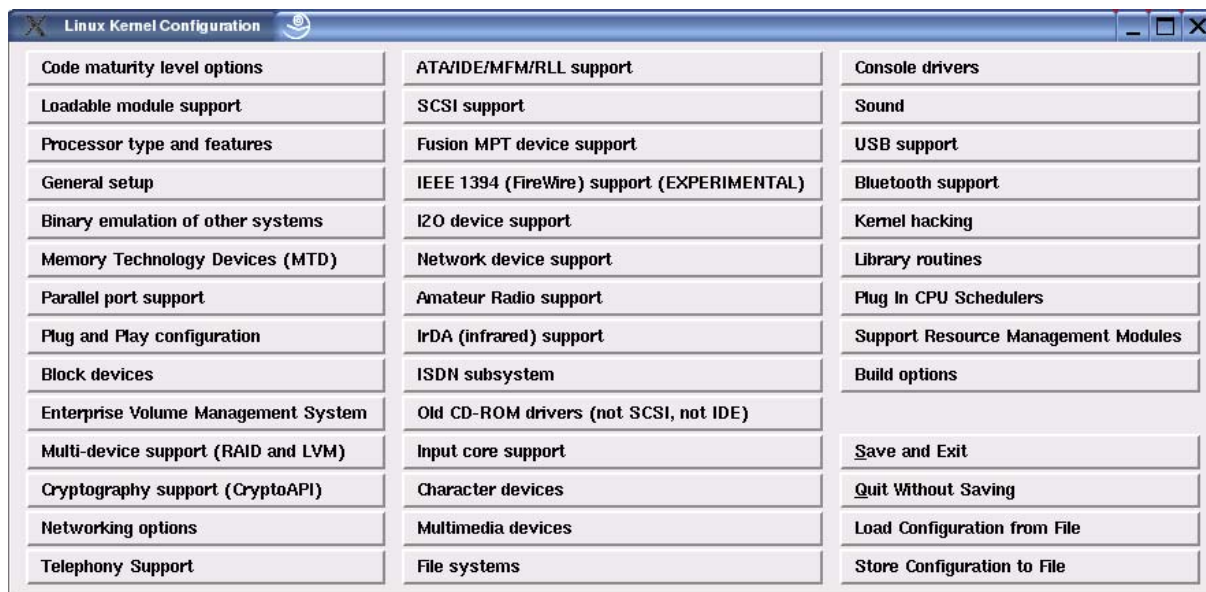 Linux Kernel Configuration
Code maturity level options
Loadable module support
Processor type and features
General setup
Binary emulation of other systems
Memory Technology Devices (MTD)
Parallel port support
Plug and Play configuration
Block devices
Enterprise Volume Management System
Multi-device support (RAID and LVM)
Cryptography support (CryptoAPI)
Networking options
Telephony Support
ATA/IDE/MFM/RLL support
SCSI support
Fusion MPT device support
IEEE 1394 (FireWire) support (EXPERIMENTAL)
I2O device support
Network device support
Amateur Radio support
IrDA (infrared) support
ISDN subsystem
Old CD-ROM drivers (not SCSI, not IDE)
Input core support
Character devices
Multimedia devices
File systems
Console drivers
Sound
USB support
Bluetooth support
Kernel hacking
Library routines
Plug In CPU Schedulers
Support Resource Management Modules
Build options
Save and Exit
Quit Without Saving
Load Configuration from File
Store Configuration to File